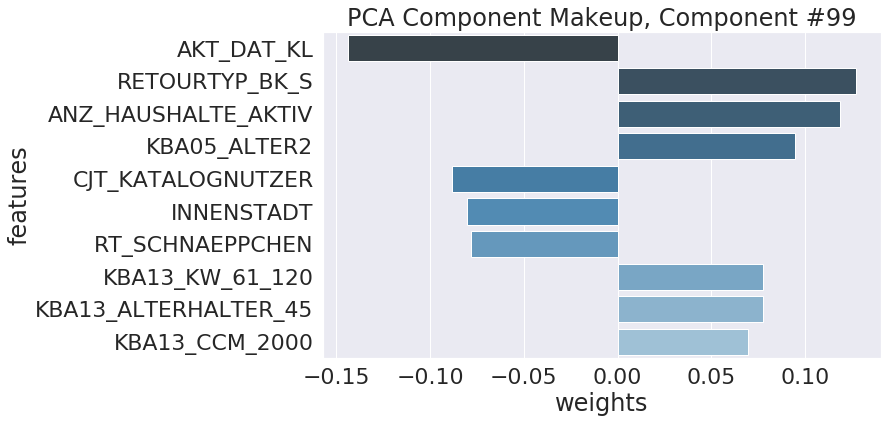 PCA Component Makeup, Component #99
features
AKT_DAT_KL
RETOURTYP_BK_S
ANZ_HAUSHALTE_AKTIV
KBA05_ALTER2
CJT_KATALOGNUTZER
INNENSTADT
RT_SCHNAEPPCHEN
KBA13_KW_61_120
KBA13_ALTERHALTER_45
KBA13_CCM_2000
−0.15 −0.10 −0.05 0.00 0.05 0.10
weights